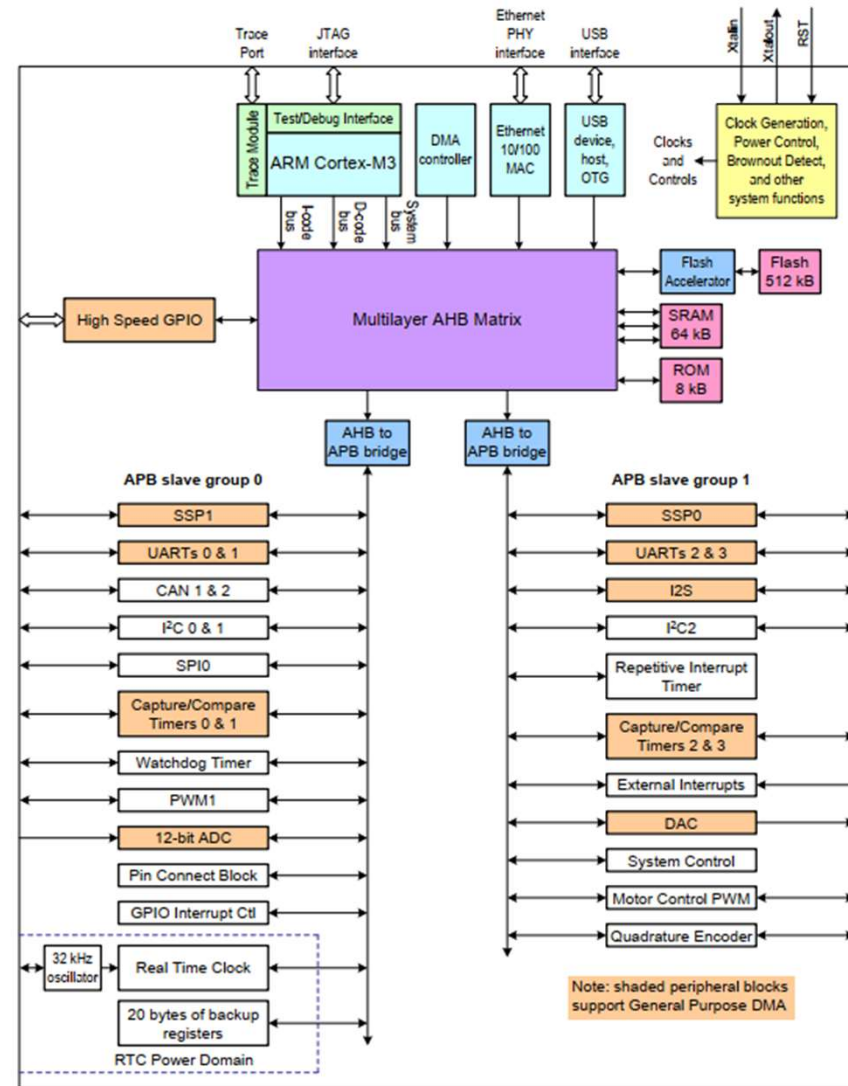 Trace
Port
JTAG
interface
Ethernet
PHY
interface
USB interface
Xtalin
Xtalout
RST
Trace Module
Test/Debug Interface
ARM Cortex-M3
DMA
controller
Ethernet
10/100
MAC
USB
device,
host,
OTG
Clocks
and
Controls
Clock Generation,
Power Control,
Brownout Detect,
and other
system functions
I-code
bus
D-code
bus
System
bus
High Speed GPIO
Multilayer AHB Matrix
Flash
Accelerator
Flash
512 kB
SRAM
64 kB
ROM
8 kB
AHB to
APB bridge
AHB to
APB bridge
APB slave group 0
SSP1
UARTs 0 & 1
CAN 1 & 2
I²C 0 & 1
SPI0
Capture/Compare
Timers 0 & 1
Watchdog Timer
PWM1
12-bit ADC
Pin Connect Block
GPIO Interrupt Ctl
32 kHz
oscillator
Real Time Clock
20 bytes of backup
registers
RTC Power Domain
APB slave group 1
SSP0
UARTs 2 & 3
I2S
I²C2
Repetitive Interrupt
Timer
Capture/Compare
Timers 2 & 3
External Interrupts
DAC
System Control
Motor Control PWM
Quadrature Encoder
Note: shaded peripheral blocks
support General Purpose DMA